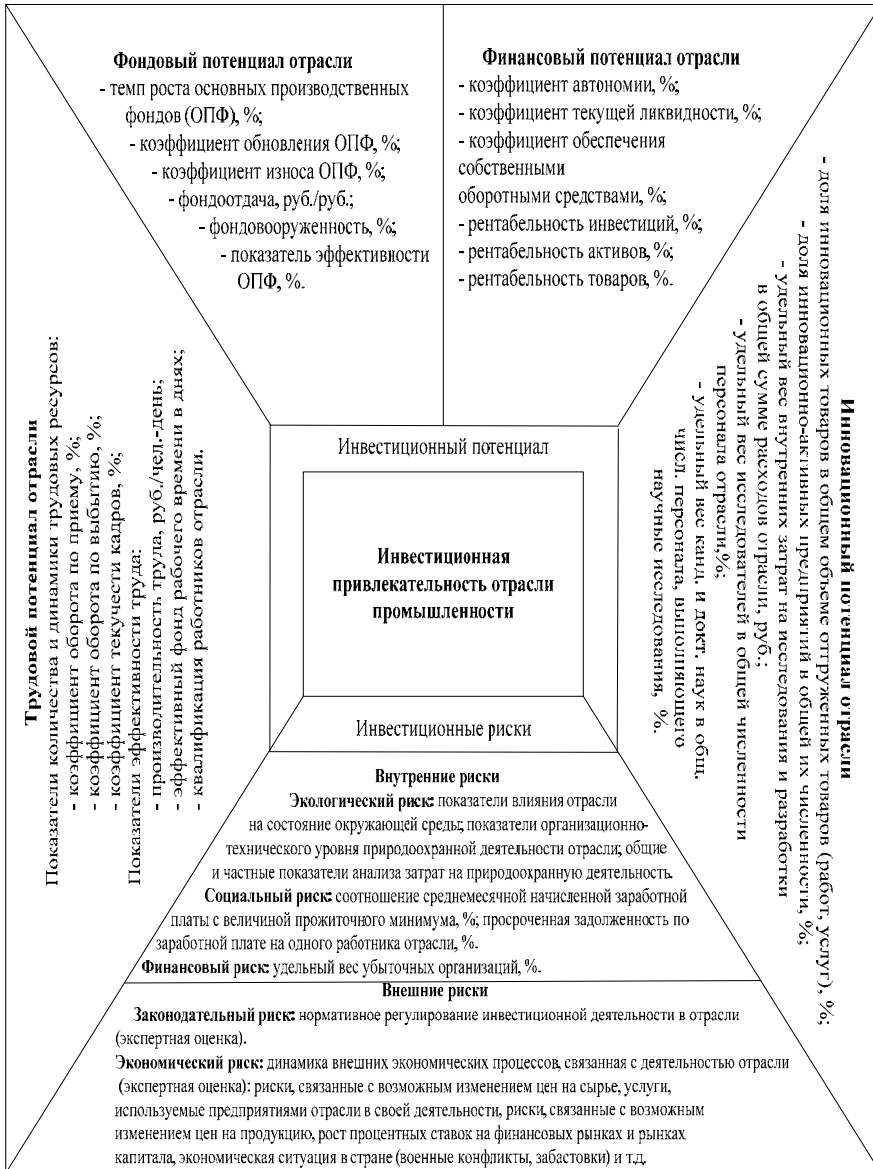 Фондовый потенциал отрасли
- темп роста основных производственных
фондов (ОПФ), %;
- коэффициент обновления ОПФ, %;
- коэффициент износа ОПФ, %;
- фондоотдача, руб./руб.;
- фондовооруженность, %;
- показатель эффективности
ОПФ, %.
Финансовый потенциал отрасли
- коэффициент автономии, %;
- коэффициент текущей ликвидности, %;
- коэффициент обеспечения
собственными
оборотными средствами, %;
- рентабельность инвестиций, %;
- рентабельность активов, %;
- рентабельность товаров, %.
Трудовой потенциал отрасли
Показатели количества и динамики трудовых ресурсов:
- коэффициент оборота по приему, %;
- коэффициент оборота по выбытию, %;
- коэффициент текучести кадров, %;
Показатели эффективности труда:
- производительность труда, руб./чел.-день;
- эффективный фонд рабочего времени в днях;
- квалификация работников отрасли.
Инновационный потенциал отрасли
- доля инновационных товаров в общем объеме отгруженных товаров (работ, услуг), %;
- доля инновационно-активных предприятий в общей их численности, %;
- удельный вес внутренних затрат на исследования и разработки
в общей сумме расходов отрасли, руб.;
- удельный вес исследователей в общей численности
персонала отрасли,%;
- удельный вес канд. и докт. наук в общ.
числ. персонала, выполняющего
научные исследования, %.
Инвестиционный потенциал
Инвестиционная
привлекательность отрасли
промышленности
Инвестиционные риски
Внутренние риски
Экологический риск: показатели влияния отрасли
на состояние окружающей среды; показатели организационно-
технического уровня природоохранной деятельности отрасли; общие
и частные показатели анализа затрат на природоохранную деятельность.
Социальный риск: соотношение среднемесячной начисленной заработной
платы с величиной прожиточного минимума, %; просроченная задолженность по
заработной плате на одного работника отрасли, %.
Финансовый риск: удельный вес убыточных организаций, %.
Внешние риски
Законодательный риск: нормативное регулирование инвестиционной деятельности в отрасли
(экспертная оценка).
Экономический риск: динамика внешних экономических процессов, связанная с деятельностью отрасли
(экспертная оценка): риски, связанные с возможным изменением цен на сырье, услуги,
используемые предприятиями отрасли в своей деятельности, риски, связанные с возможным
изменением цен на продукцию, рост процентных ставок на финансовых рынках и рынках
капитала, экономическая ситуация в стране (военные конфликты, забастовки) и т.д.